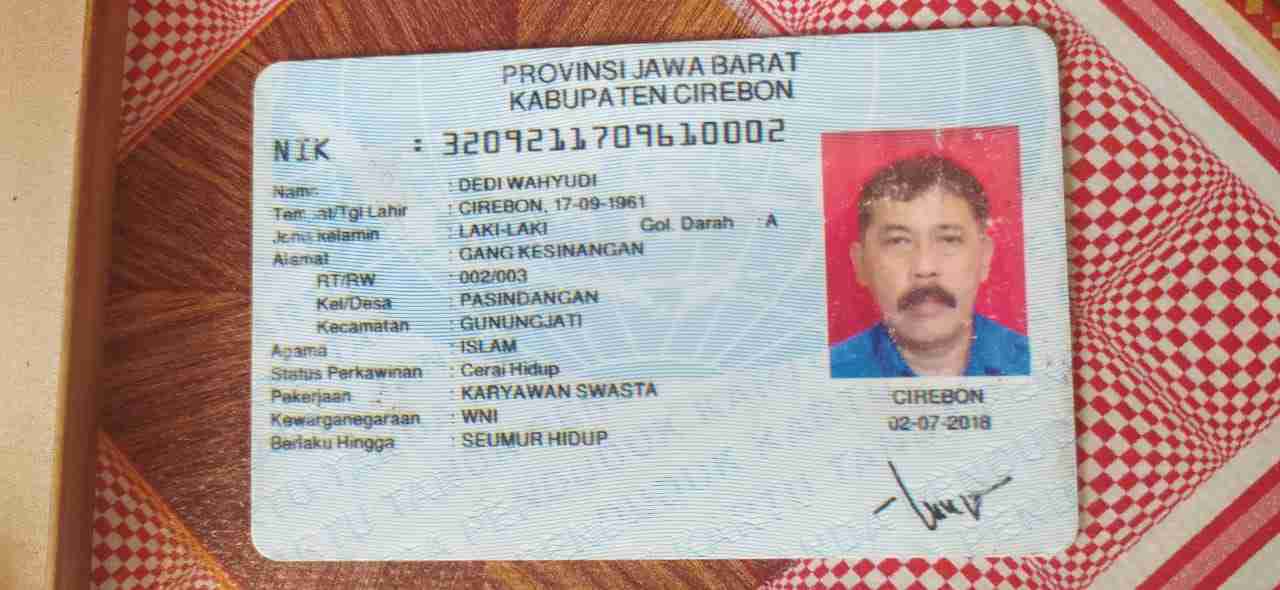 PROVINSI JAWA BARAT
KABUPATEN CIREBON
NIK : 3209211709610002
Nama : DEDI WAHYUDI
/Tgl Lahir : CIREBON, 17-09-1961
Kelamin : LAKI-LAKI Gol. Darah : A
Alamat : GANG KESINANGAN
RT/RW : 002/003
Kel/Desa : PASINDANGAN
Kecamatan : GUNUNGJATI
Agama : ISLAM
Status Perkawinan : Cerai Hidup
Pekerjaan : KARYAWAN SWASTA
Kewarganegaraan : WNI
Berlaku Hingga : SEUMUR HIDUP
CIREBON
02-07-2018